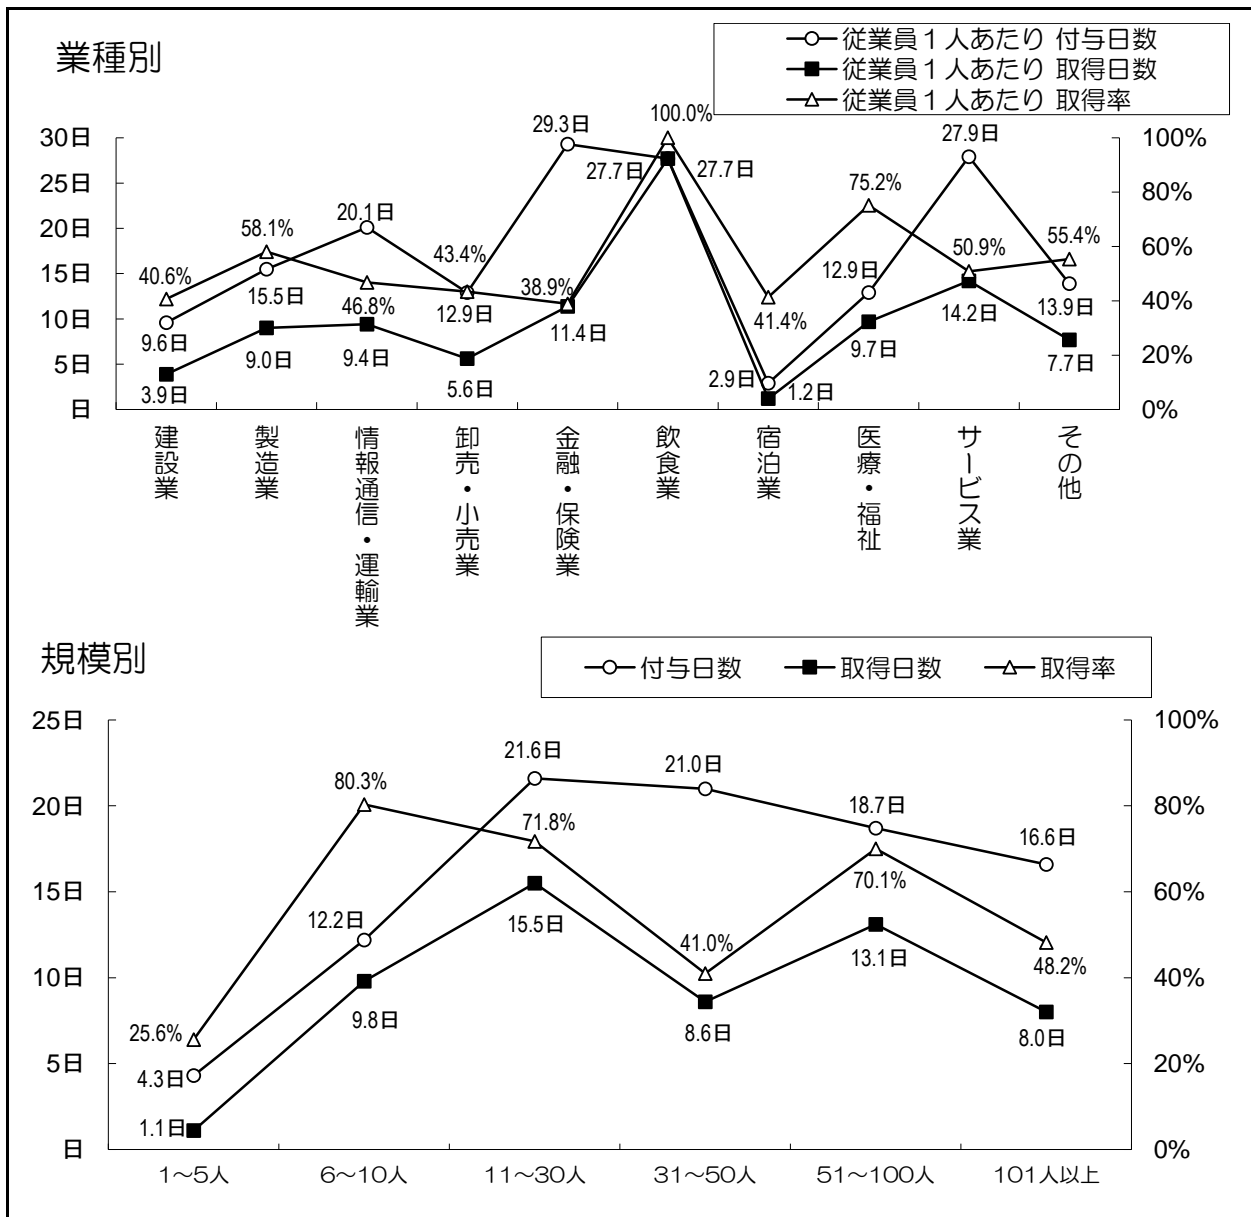 業種別
従業員１人あたり 付与日数
従業員１人あたり 取得日数
従業員１人あたり 取得率
30日
25日
20日
15日
10日
5日
日
100%
80%
60%
40%
20%
0%
40.6%
58.1%
20.1日
43.4%
29.3日
100.0%
27.7日
27.7日
75.2%
27.9日
55.4%
9.6日
15.5日
46.8%
12.9日
38.9%
11.4日
41.4%
12.9日
50.9%
13.9日
3.9日
9.0日
9.4日
5.6日
2.9日
1.2日
9.7日
14.2日
7.7日
建設業
製造業
情報通信・運輸業
卸売・小売業
金融・保険業
飲食業
宿泊業
医療・福祉
サービス業
その他
規模別
付与日数
取得日数
取得率
25日
20日
15日
10日
5日
日
100%
80%
60%
40%
20%
0%
80.3%
21.6日
21.0日
18.7日
16.6日
71.8%
12.2日
15.5日
41.0%
70.1%
13.1日
48.2%
25.6%
9.8日
8.6日
8.0日
4.3日
1.1日
1～5人
6～10人
11～30人
31～50人
51～100人
101人以上